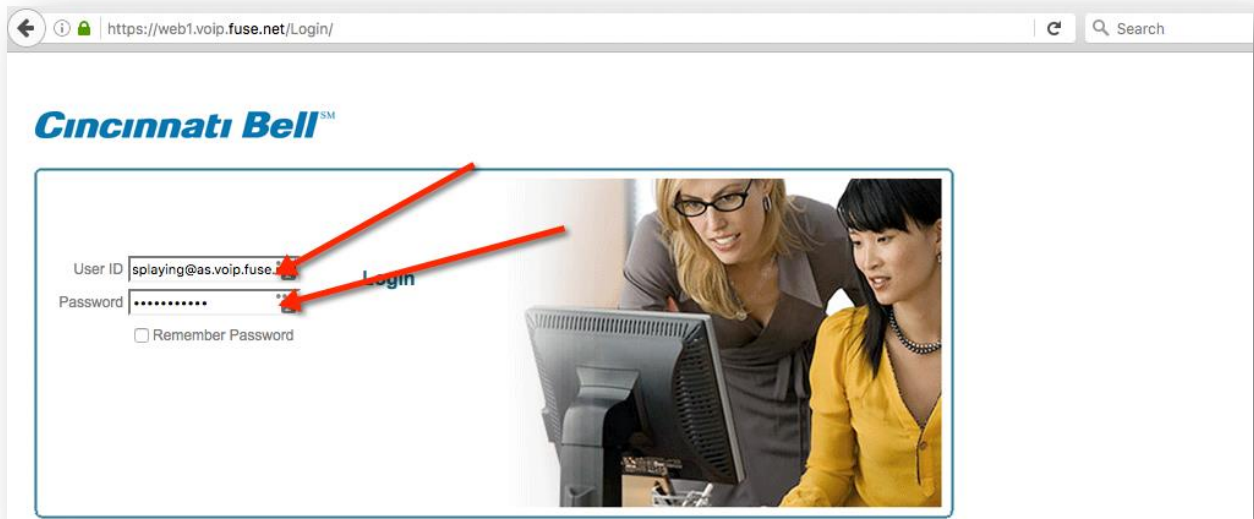 https://web1.voip.fuse.net/Login/
Search
Cincinnati Bell SM
User ID splaying@as.voip.fuse.
Login
Password •••••••••••
Remember Password